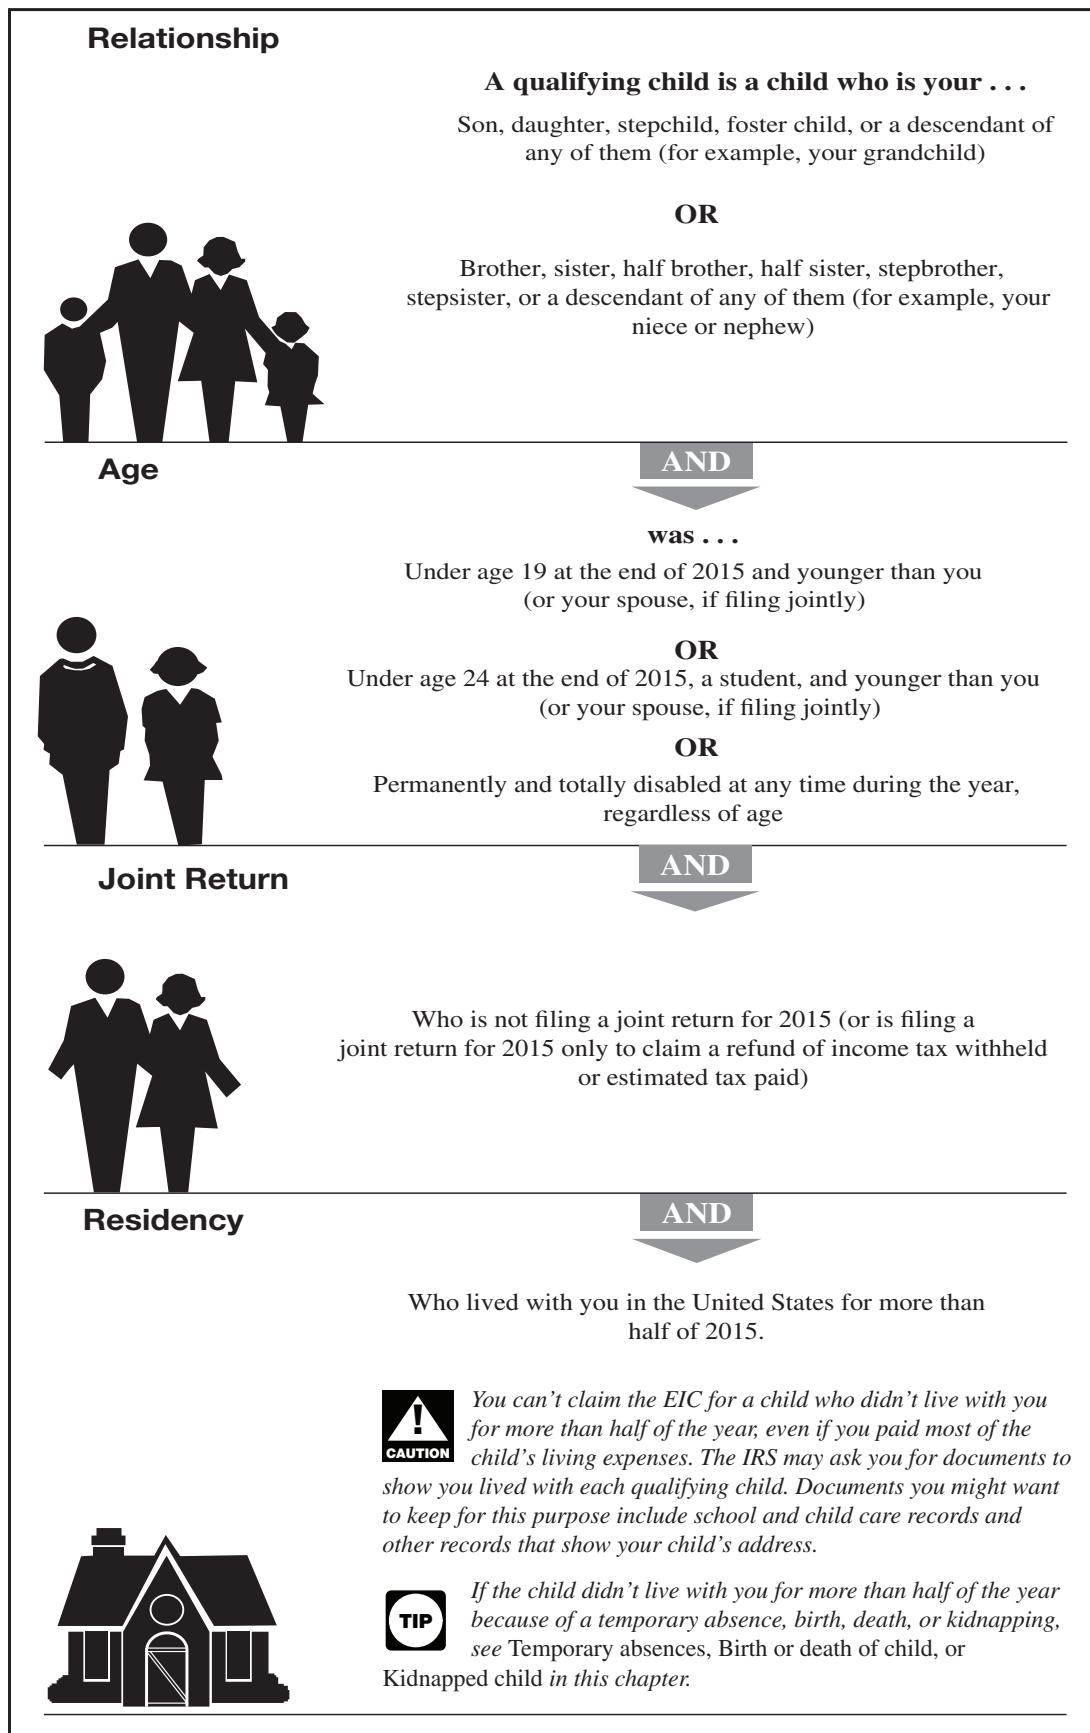 Relationship
A qualifying child is a child who is your . . .
Son, daughter, stepchild, foster child, or a descendant of
any of them (for example, your grandchild)
OR
Brother, sister, half brother, half sister, stepbrother,
stepsister, or a descendant of any of them (for example, your
niece or nephew)
AND
Age
was . . .
Under age 19 at the end of 2015 and younger than you
(or your spouse, if filing jointly)
OR
Under age 24 at the end of 2015, a student, and younger than you
(or your spouse, if filing jointly)
OR
Permanently and totally disabled at any time during the year,
regardless of age
AND
Joint Return
Who is not filing a joint return for 2015 (or is filing a
joint return for 2015 only to claim a refund of income tax withheld
or estimated tax paid)
AND
Residency
Who lived with you in the United States for more than
half of 2015.
!
CAUTION
You can’t claim the EIC for a child who didn’t live with you
for more than half of the year, even if you paid most of the
child’s living expenses. The IRS may ask you for documents to
show you lived with each qualifying child. Documents you might want
to keep for this purpose include school and child care records and
other records that show your child’s address.
TIP
If the child didn’t live with you for more than half of the year
because of a temporary absence, birth, death, or kidnapping,
see Temporary absences, Birth or death of child, or
Kidnapped child in this chapter.